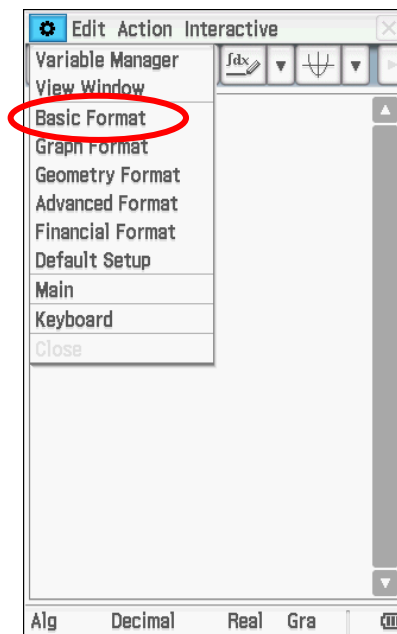 Edit Action Interactive
Variable Manager
∫dx
View Window
Basic Format
Graph Format
Geometry Format
Advanced Format
Financial Format
Default Setup
Main
Keyboard
Close
Alg Decimal Real Gra